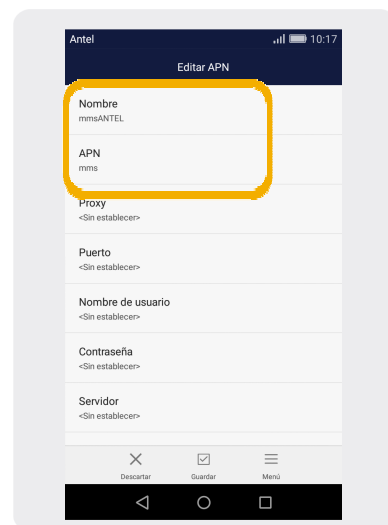 Antel 10:17
Editar APN
Nombre
mmsANTEL
APN
mms
Proxy
<Sin establecer>
Puerto
<Sin establecer>
Nombre de usuario
<Sin establecer>
Contraseña
<Sin establecer>
Servidor
<Sin establecer>
Descartar Guardar Menú